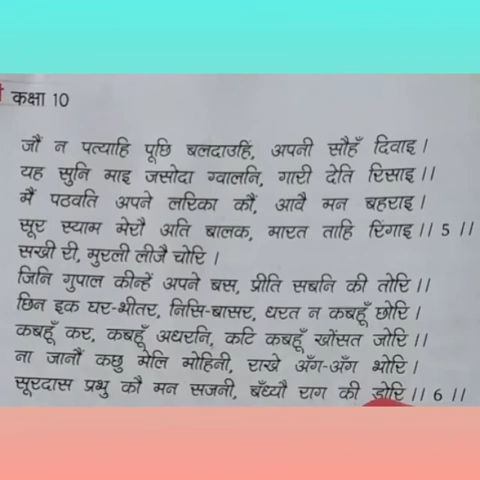 कक्षा 10
जौं न पत्याहि पूछि बलदाउहि, अपनी सौहँ दिवाइ ।
यह सुनि माइ जसोदा ग्वालनि, गारी देति रिसाइ ।।
मैं पठवति अपने लरिका कौं, आवै मन बहराइ ।
सूर स्याम मेरौ अति बालक, मारत ताहि रिंगाइ ।। 5 ।।
सखी री, मुरली लीजै चोरि ।
जिनि गुपाल कीन्हें अपने बस, प्रीति सबनि की तोरि ।।
छिन इक घर-भीतर, निसि-बासर, धरत न कबहूँ छोरि ।
कबहूँ कर, कबहूँ अधरनि, कटि कबहूँ खोंसत जोरि ।।
ना जानौं कछु मेलि मोहिनी, राखे अँग-अँग भोरि ।
सूरदास प्रभु कौ मन सजनी, बँध्यौ राग की डोरि ।। 6 ।।